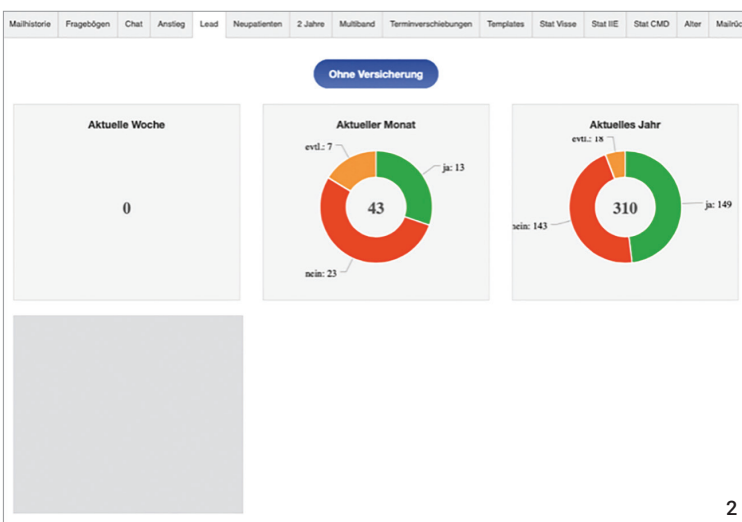 Mailhistorie Fragebögen Chat Anstieg Lead Neupatienten 2 Jahre Multiband Terminverschiebungen Templates Stat Visse Stat IIE Stat CMD Alter Mailrüc
Ohne Versicherung
Aktuelle Woche
0
Aktueller Monat
evtl.: 7
ja: 13
43
nein: 23
Aktuelles Jahr
evtl.: 18
ja: 149
310
nein: 143
2